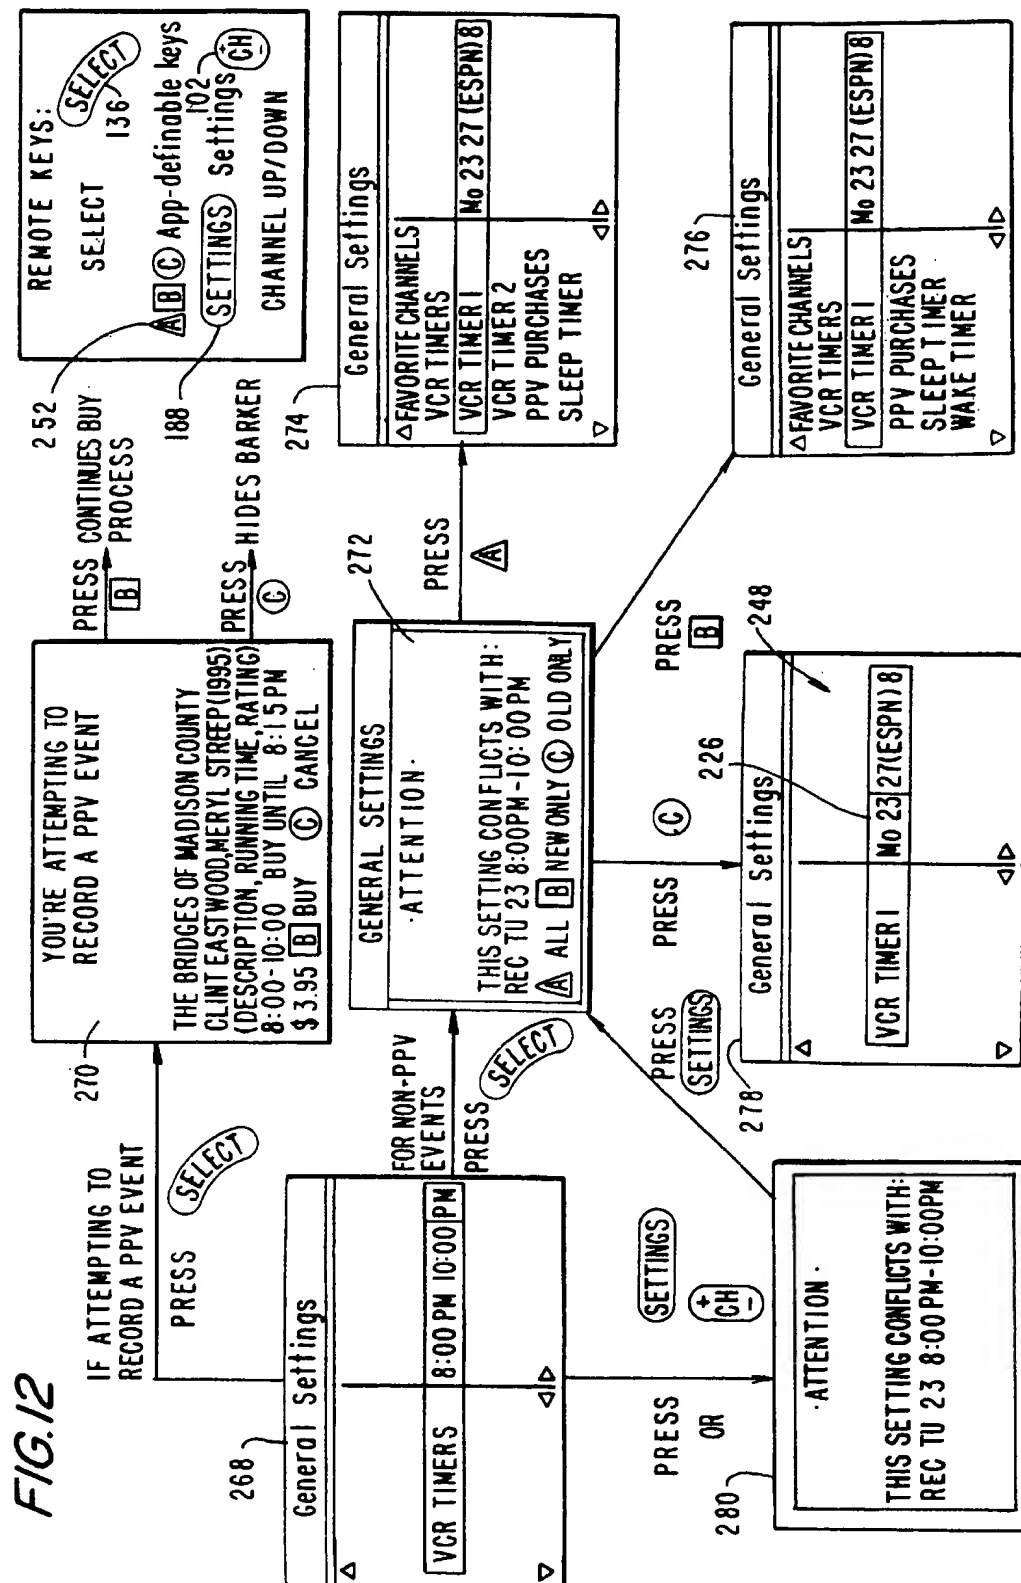 FIG.12
IF ATTEMPTING TO
RECORD A PPV EVENT
PRESS
SELECT
270
YOU'RE ATTEMPTING TO
RECORD A PPV EVENT
THE BRIDGES OF MADISON COUNTY
CLINT EASTWOOD, MERYL STREEP (1995)
(DESCRIPTION, RUNNING TIME, RATING)
8:00-10:00 BUY UNTIL 8:15PM
$3.95 B BUY C CANCEL
PRESS CONTINUES BUY
B PROCESS
PRESS HIDES BARKER
C
252
188
REMOTE KEYS:
SELECT SELECT
136
A B C App-definable keys
102
SETTINGS Settings
+
CH
-
CHANNEL UP/DOWN
268
General Settings
VCR TIMERS 8:00PM 10:00 PM
FOR NON-PPV
EVENTS
PRESS
SELECT
272
GENERAL SETTINGS
·ATTENTION·
THIS SETTING CONFLICTS WITH:
REC TU 23 8:00PM-10:00PM
A ALL B NEW ONLY C OLD ONLY
PRESS
A
274
General Settings
FAVORITE CHANNELS
VCR TIMERS
VCR TIMER1 Mo 23 27 (ESPN) 8
VCR TIMER 2
PPV PURCHASES
SLEEP TIMER
PRESS
OR
SETTINGS
+
CH
-
280
·ATTENTION·
THIS SETTING CONFLICTS WITH:
REC TU 23 8:00PM-10:00PM
PRESS
SETTINGS
PRESS C
PRESS
B
278
226
248
General Settings
VCR TIMER1 Mo 23 27(ESPN) 8
276
General Settings
FAVORITE CHANNELS
VCR TIMERS
VCR TIMER1 Mo 23 27 (ESPN) 8
PPV PURCHASES
SLEEP TIMER
WAKE TIMER